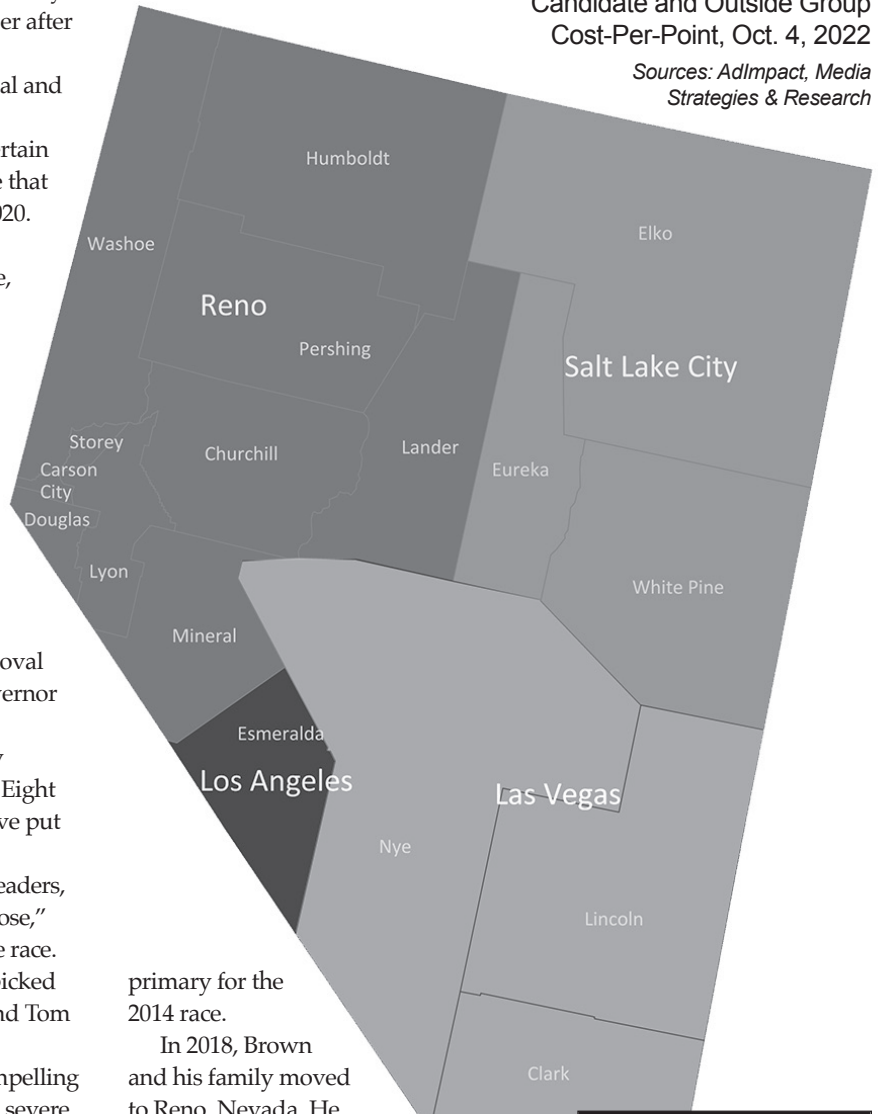 er after
al and
rtain
e that
020.
e,
oval
vernor
Eight
ve put
eaders,
ose,"
e race.
picked
nd Tom
mpelling
severe
primary for the
2014 race.
In 2018, Brown
and his family moved
to Reno, Nevada. He
Candidate and Outside Group
Cost-Per-Point, Oct. 4, 2022
Sources: AdImpact, Media
Strategies & Research
Humboldt
Elko
Washoe
Reno
Pershing
Salt Lake City
Storey
Churchill
Lander
Carson
City
Eureka
Douglas
Lyon
White Pine
Mineral
Esmeralda
Los Angeles
Las Vegas
Nye
Lincoln
Clark